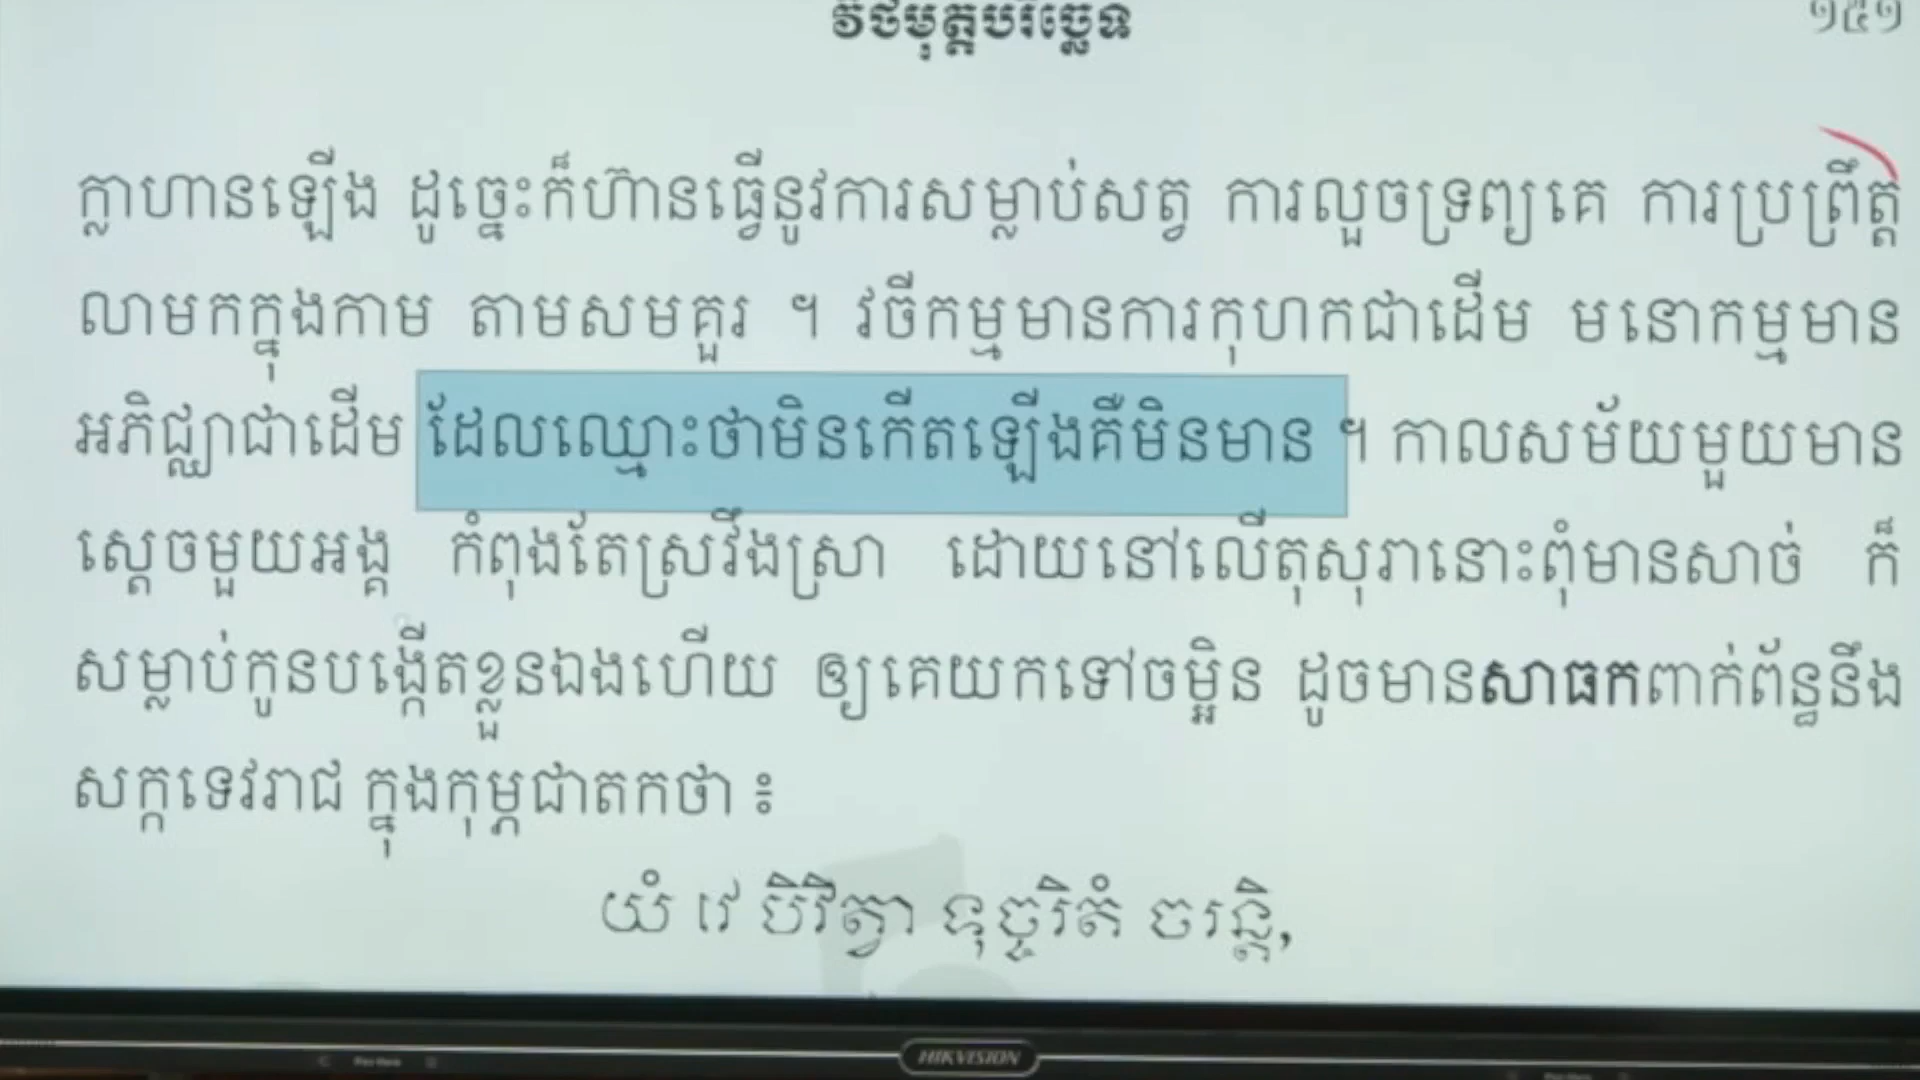 វិថីមុត្តបរិច្ឆេទ ១៥១
ក្លាហានឡើង ដូច្នេះក៏ហ៊ានធ្វើនូវការសម្លាប់សត្វ ការលួចទ្រព្យគេ ការប្រព្រឹត្ត
លាមកក្នុងកាម តាមសមគួរ ។ វចីកម្មមានការកុហកជាដើម មនោកម្មមាន
អភិជ្ឈាជាដើម ដែលឈ្មោះថាមិនកើតឡើងគឺមិនមាន ។ កាលសម័យមួយមាន
ស្ដេចមួយអង្គ កំពុងតែស្រវឹងស្រា ដោយនៅលើតុសុរានោះពុំមានសាច់ ក៏
សម្លាប់កូនបង្កើតខ្លួនឯងហើយ ឲ្យគេយកទៅចម្អិន ដូចមានសាធកពាក់ព័ន្ធនឹង
សក្កទេវរាជ ក្នុងកុម្ភជាតកថា ៖
យំ វេ បិវិត្វា ទុច្ចរិតំ ចរន្តិ,
HIKVISION